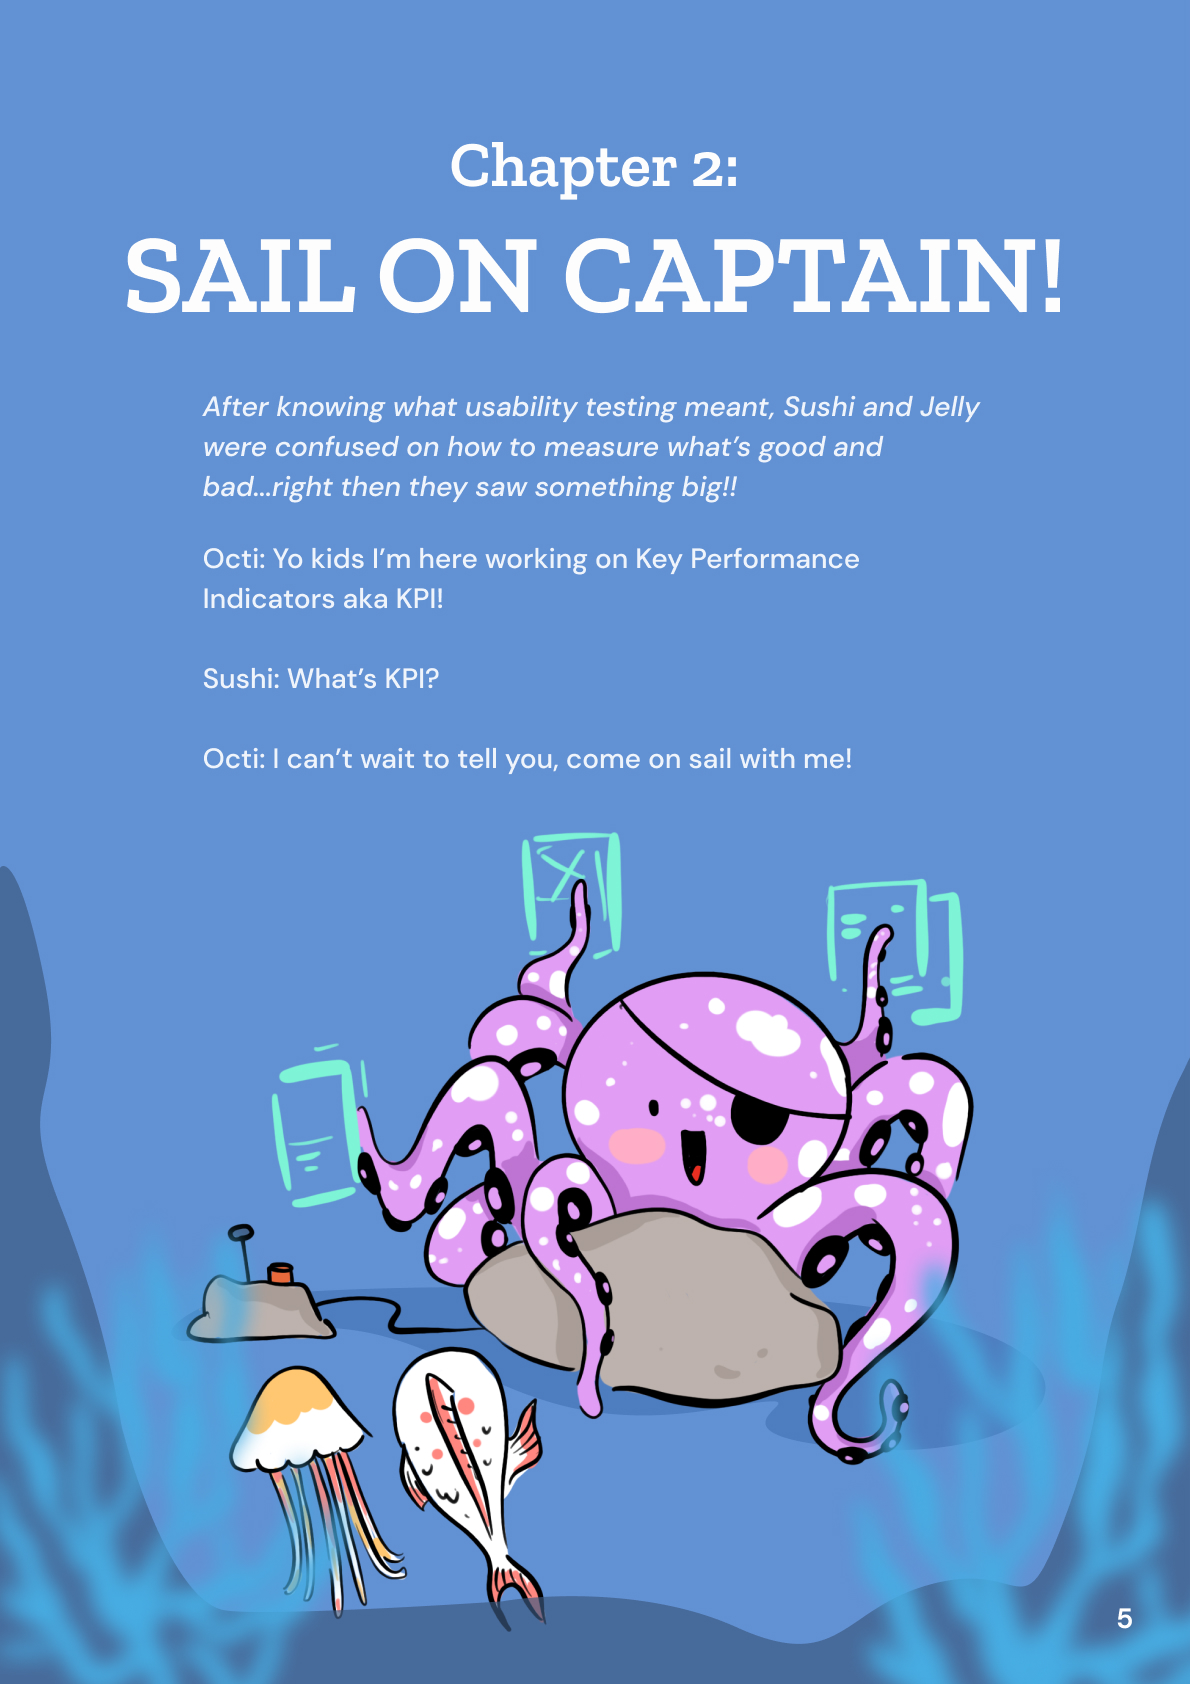 Chapter 2:
SAIL ON CAPTAIN!
After knowing what usability testing meant, Sushi and Jelly
were confused on how to measure what’s good and
bad...right then they saw something big!!
Octi: Yo kids I’m here working on Key Performance
Indicators aka KPI!
Sushi: What’s KPI?
Octi: I can’t wait to tell you, come on sail with me!
5